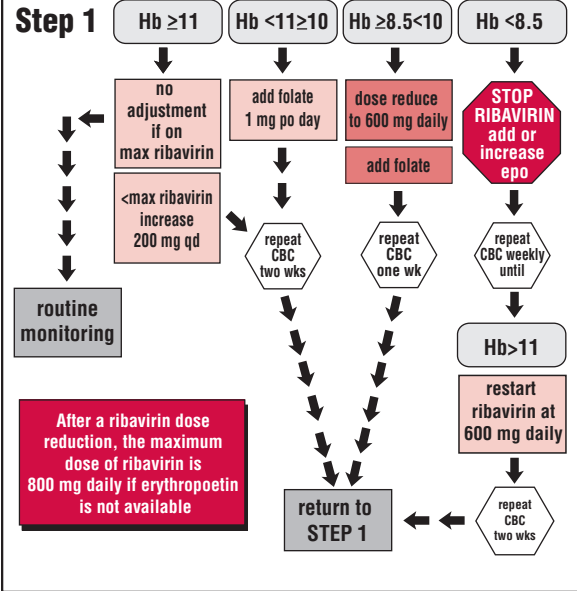 Step 1
Hb ≥11
Hb <11≥10
Hb ≥8.5<10
Hb <8.5
no
adjustment
if on
max ribavirin
<max ribavirin
increase
200 mg qd
routine
monitoring
add folate
1 mg po day
repeat
CBC
two wks
dose reduce
to 600 mg daily
add folate
repeat
CBC
one wk
STOP
RIBAVIRIN
add or
increase
epo
repeat
CBC weekly
until
Hb>11
restart
ribavirin at
600 mg daily
repeat
CBC
two wks
return to
STEP 1
After a ribavirin dose
reduction, the maximum
dose of ribavirin is
800 mg daily if erythropoetin
is not available